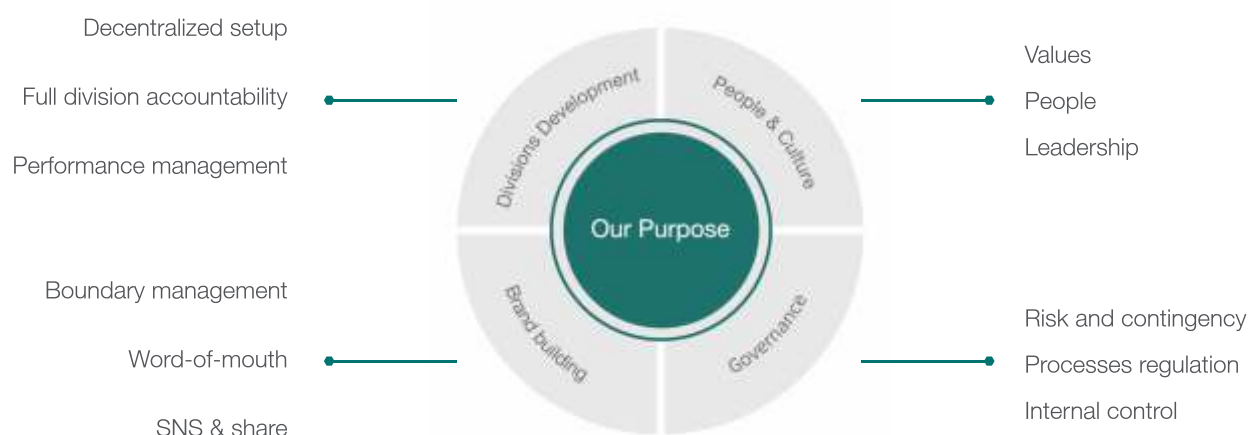 Decentralized setup
Full division accountability
Performance management
Divisions Development
People & Culture
Values
People
Leadership
Our Purpose
Boundary management
Word-of-mouth
SNS & share
Brand building
Governance
Risk and contingency
Processes regulation
Internal control